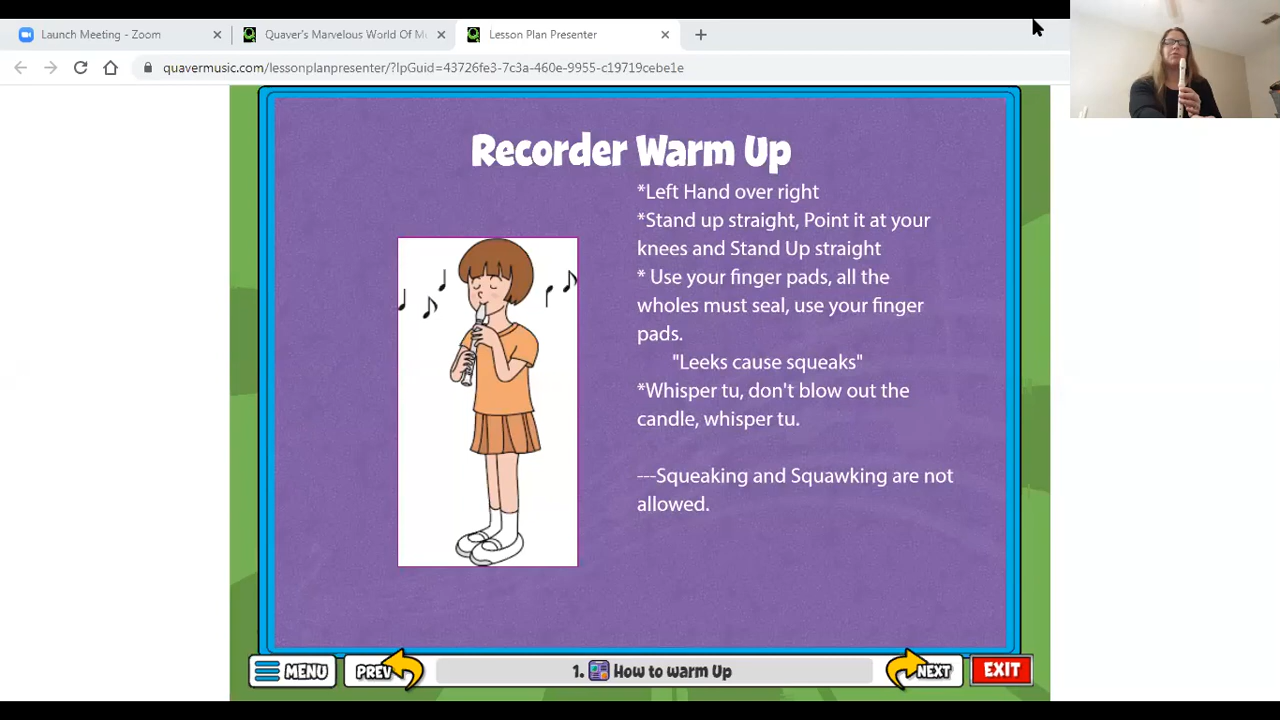 Launch Meeting - Zoom
Quaver's Marvelous World Of M
Lesson Plan Presenter
quavermusic.com/lessonplanpresenter/?lpGuid=43726fe3-7c3a-460e-9955-c19719cebe1e
Recorder Warm Up
*Left Hand over right
*Stand up straight, Point it at your
knees and Stand Up straight
* Use your finger pads, all the
wholes must seal, use your finger
pads.
"Leeks cause squeaks"
*Whisper tu, don't blow out the
candle, whisper tu.
---Squeaking and Squawking are not
allowed.
MENU
PREV
1. How to warm Up
NEXT
EXIT